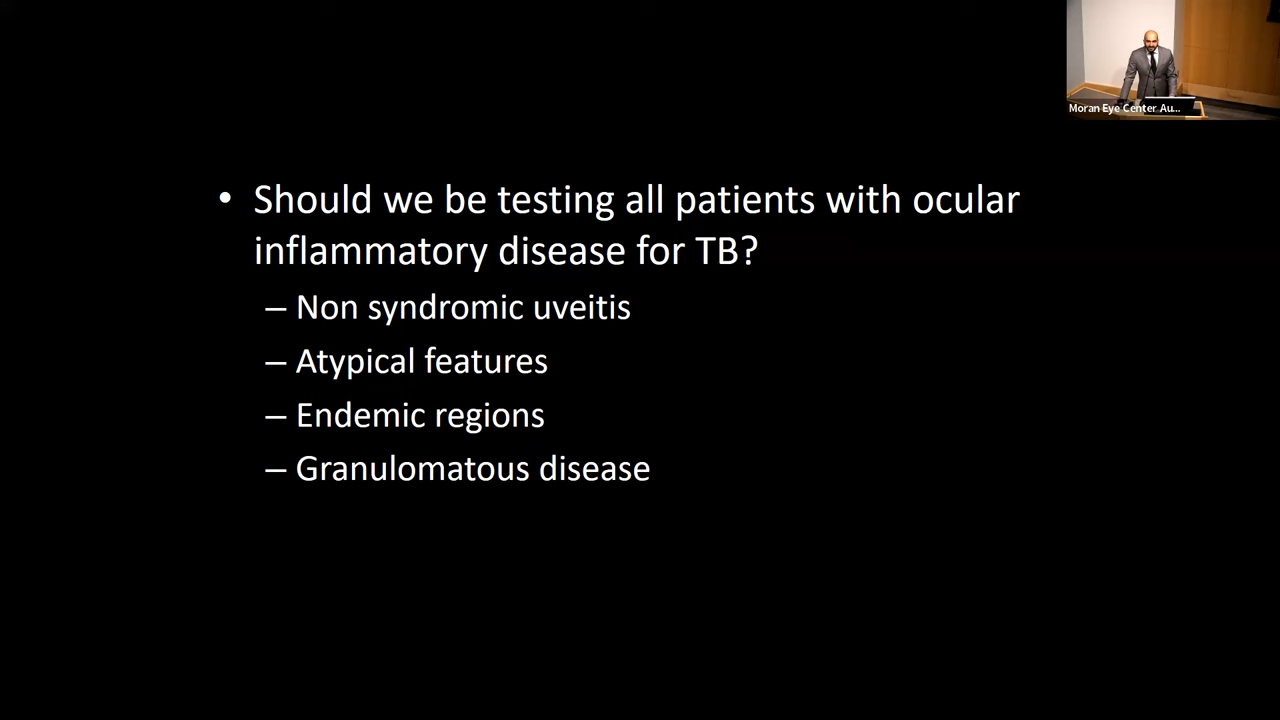 Moran Eye Center Au...
• Should we be testing all patients with ocular
inflammatory disease for TB?
– Non syndromic uveitis
– Atypical features
– Endemic regions
– Granulomatous disease